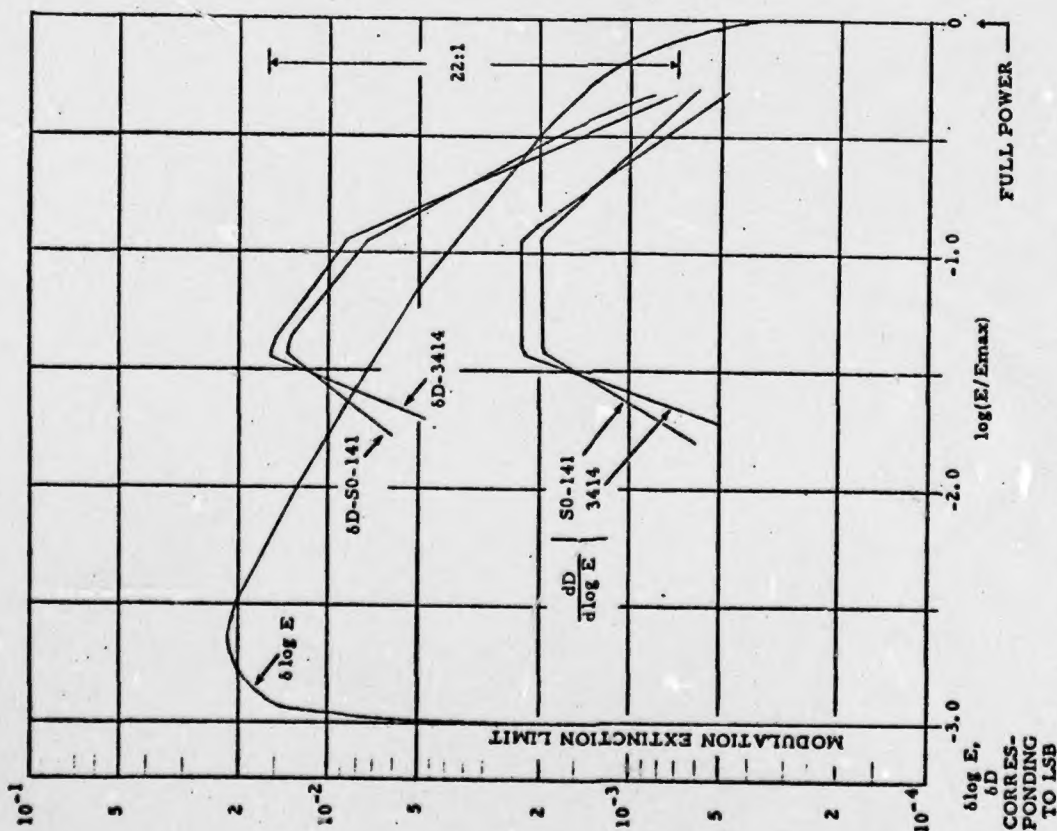 10⁻¹
5
2
10⁻²
5
2
10⁻³
5
2
10⁻⁴
δlog E,
δD
CORRES-
PONDING
TO LSB
22:1
δD-3414
δD-SO-141
δlog E
dD
dlog E
SO-141
3414
MODULATION EXTINCTION LIMIT
-3.0
-2.0
-1.0
0
log(E/Emax)
FULL POWER